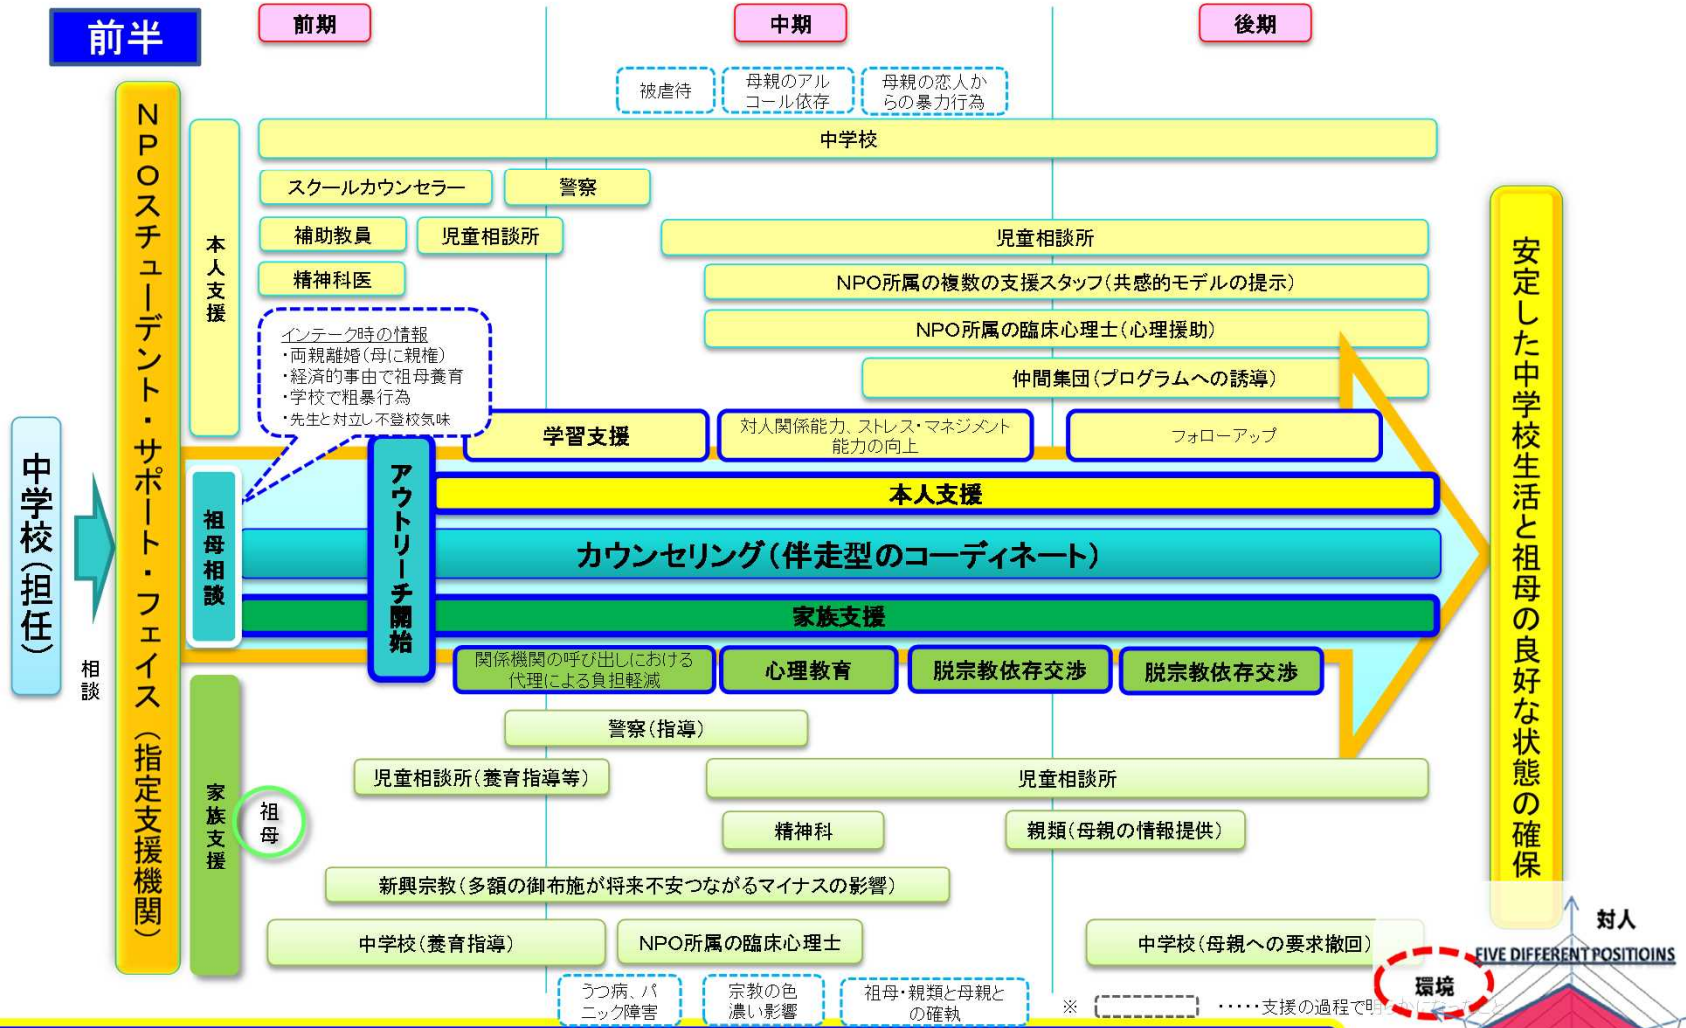 前半
前期
中期
後期
被虐待
母親のアル
コール依存
母親の恋人か
らの暴力行為
中学校(担任)
相談
NPOスチューデント・サポート・フェイス(指定支援機関)
本人支援
中学校
スクールカウンセラー
警察
補助教員
児童相談所
児童相談所
精神科医
NPO所属の複数の支援スタッフ(共感的モデルの提示)
NPO所属の臨床心理士(心理援助)
仲間集団(プログラムへの誘導)
インテーク時の情報
・両親離婚(母に親権)
・経済的事由で祖母養育
・学校で粗暴行為
・先生と対立し不登校気味
学習支援
対人関係能力、ストレス・マネジメント
能力の向上
フォローアップ
祖母相談
アウトリーチ開始
本人支援
カウンセリング(伴走型のコーディネート)
家族支援
関係機関の呼び出しにおける
代理による負担軽減
心理教育
脱宗教依存交渉
脱宗教依存交渉
家族支援
祖母
警察(指導)
児童相談所(養育指導等)
児童相談所
精神科
親類(母親の情報提供)
新興宗教(多額の御布施が将来不安つながるマイナスの影響)
中学校(養育指導)
NPO所属の臨床心理士
中学校(母親への要求撤回)
うつ病、パ
ニック障害
宗教の色
濃い影響
祖母・親類と母親と
の確執
※
・・・・・支援の過程で明らかになったこと
安定した中学校生活と祖母の良好な状態の確保
対人
FIVE DIFFERENT POSITIOINS
環境